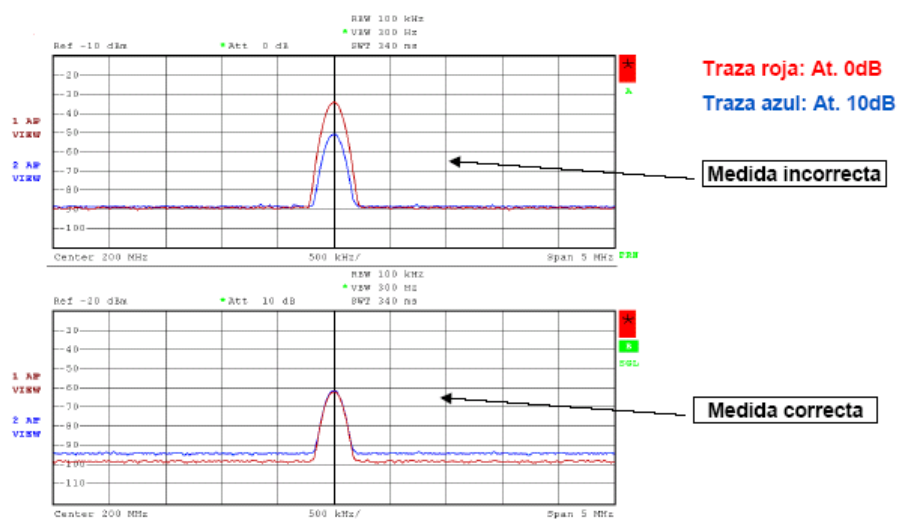 RBW 100 kHz
* VBW 300 Hz
Ref -10 dBm * Att 0 dB SWT 340 ms
-20
-30
-40
-50
-60
-70
-80
-90
-100
1 AP
VIEW
2 AP
VIEW
*
A
PRN
Center 200 MHz 500 kHz/ Span 5 MHz
Traza roja: At. 0dB
Traza azul: At. 10dB
Medida incorrecta
RBW 100 kHz
* VBW 300 Hz
Ref -20 dBm * Att 10 dB SWT 340 ms
-30
-40
-50
-60
-70
-80
-90
-100
-110
1 AP
VIEW
2 AP
VIEW
*
B
SGL
Center 200 MHz 500 kHz/ Span 5 MHz
Medida correcta